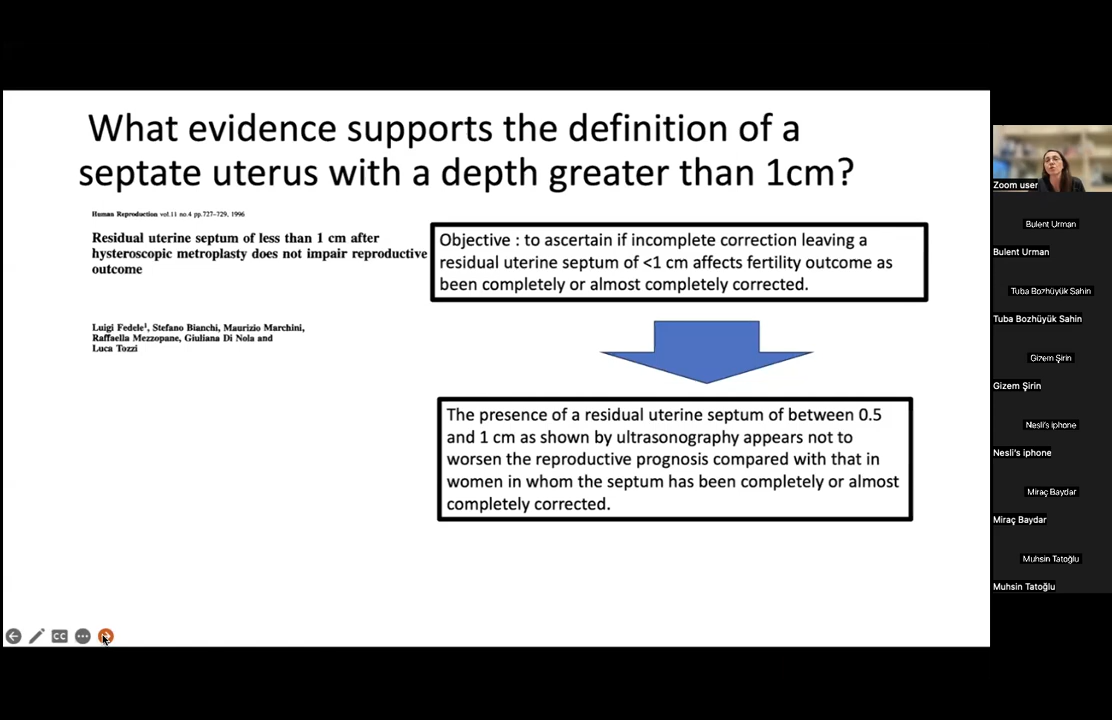 What evidence supports the definition of a
septate uterus with a depth greater than 1cm?
Human Reproduction vol.11 no.4 pp.727–729, 1996
Residual uterine septum of less than 1 cm after
hysteroscopic metroplasty does not impair reproductive
outcome
Luigi Fedele¹, Stefano Bianchi, Maurizio Marchini,
Raffaella Mezzopane, Giuliana Di Nola and
Luca Tozzi
Objective : to ascertain if incomplete correction leaving a
residual uterine septum of <1 cm affects fertility outcome as
been completely or almost completely corrected.
The presence of a residual uterine septum of between 0.5
and 1 cm as shown by ultrasonography appears not to
worsen the reproductive prognosis compared with that in
women in whom the septum has been completely or almost
completely corrected.
CC
Zoom user
Bulent Urman
Bulent Urman
Tuba Bozhüyük Sahin
Tuba Bozhüyük Sahin
Gizem Şirin
Gizem Şirin
Nesli's iphone
Nesli's iphone
Miraç Baydar
Miraç Baydar
Muhsin Tatoğlu
Muhsin Tatoğlu